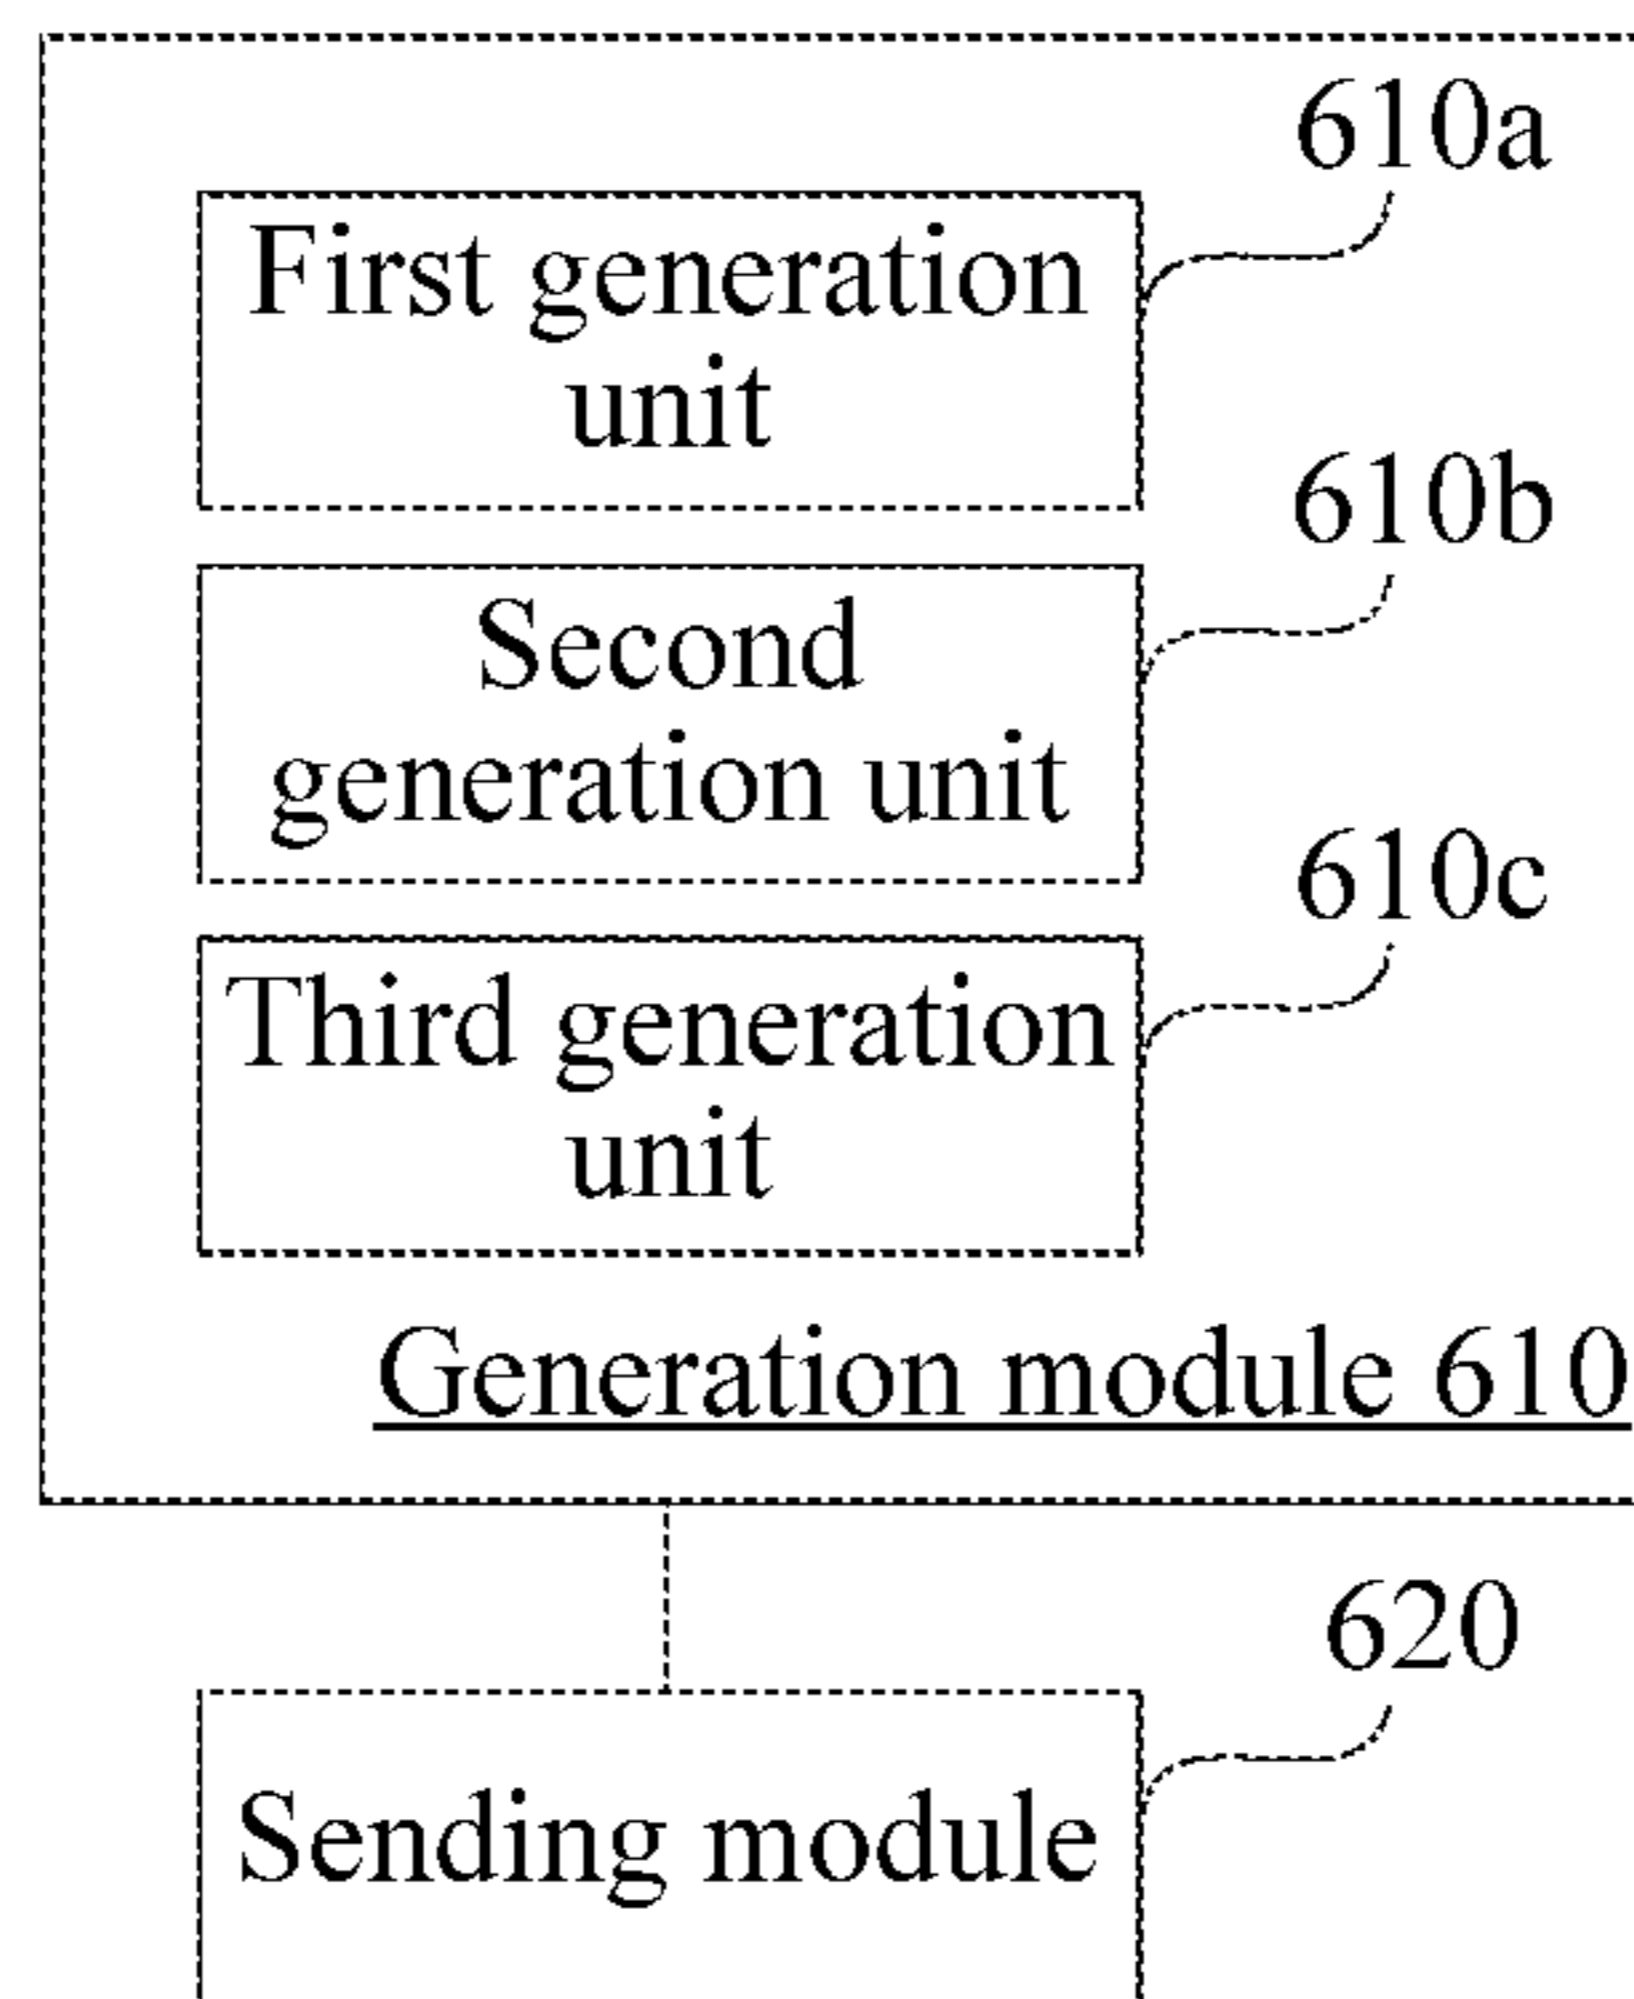 610a
First generation
unit
610b
Second
generation unit
610c
Third generation
unit
Generation module 610
620
Sending module